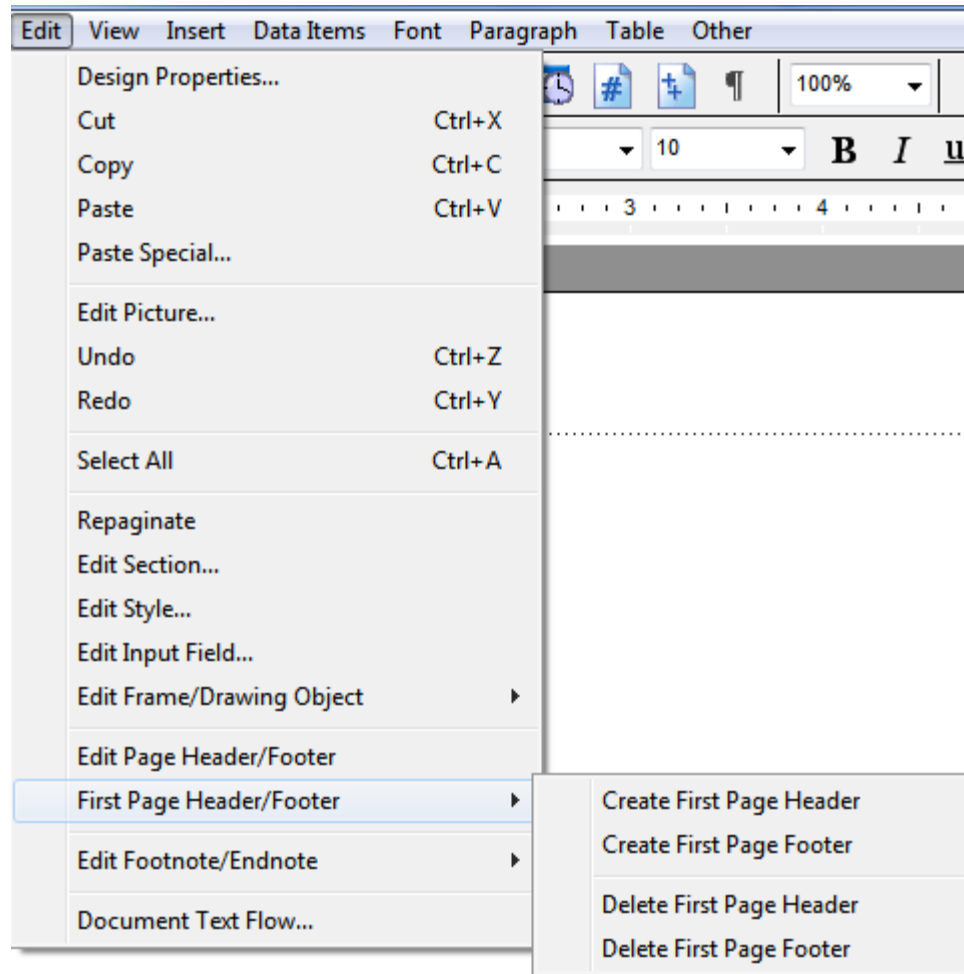 Edit View Insert Data Items Font Paragraph Table Other
Design Properties...
# ¶ 100%
Cut Ctrl+X
10 B I u
Copy Ctrl+C
Paste Ctrl+V
3 4
Paste Special...
Edit Picture...
Undo Ctrl+Z
Redo Ctrl+Y
Select All Ctrl+A
Repaginate
Edit Section...
Edit Style...
Edit Input Field...
Edit Frame/Drawing Object
Edit Page Header/Footer
First Page Header/Footer
Create First Page Header
Create First Page Footer
Edit Footnote/Endnote
Delete First Page Header
Document Text Flow...
Delete First Page Footer